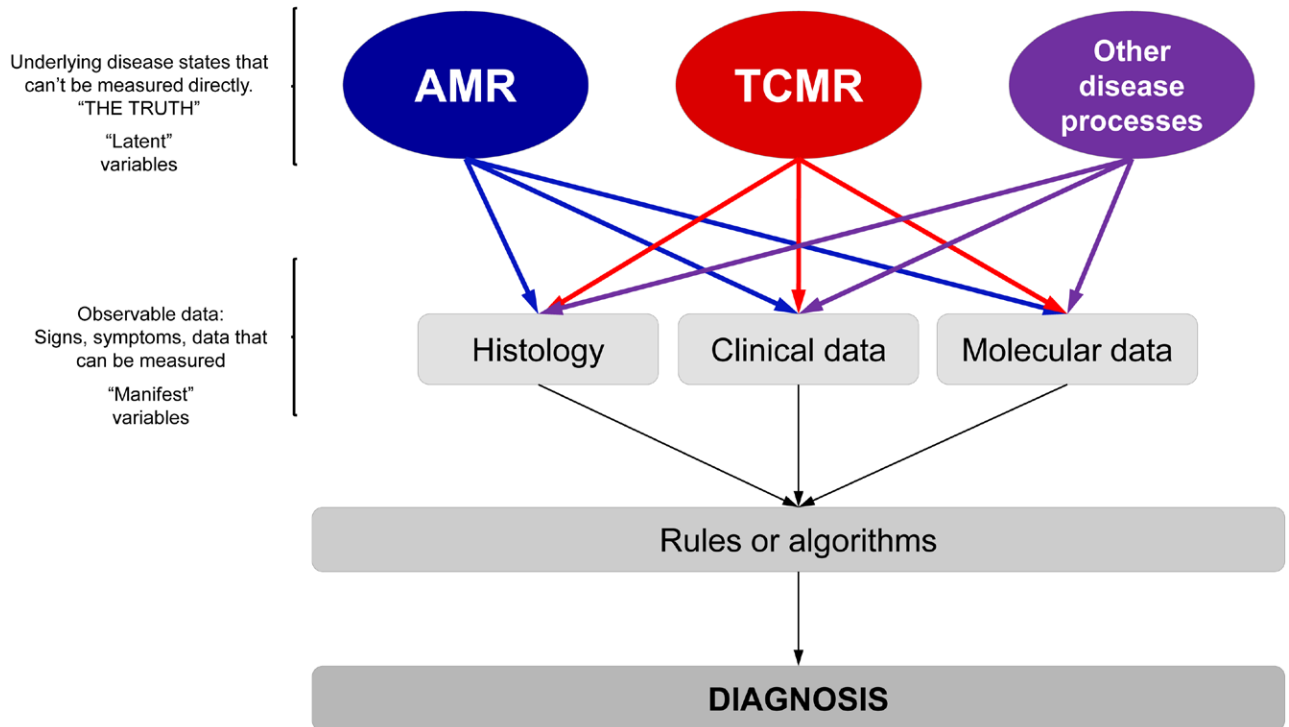 Underlying disease states that
can’t be measured directly.
“THE TRUTH”
“Latent”
variables
AMR
TCMR
Other
disease
processes
Observable data:
Signs, symptoms, data that
can be measured
“Manifest”
variables
Histology
Clinical data
Molecular data
Rules or algorithms
DIAGNOSIS